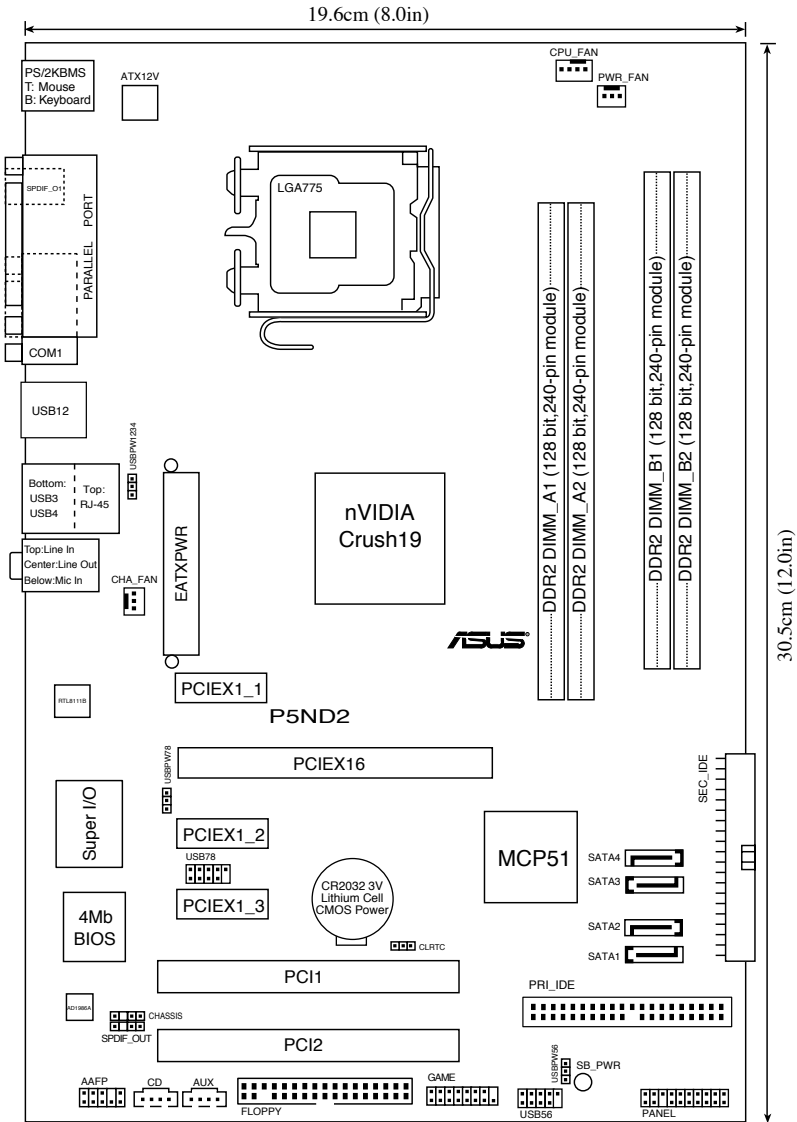 19.6cm (8.0in)
CPU_FAN
PWR_FAN
PS/2KBMS
T: Mouse
B: Keyboard
ATX12V
SPDIF_O1
PARALLEL PORT
LGA775
COM1
USB12
USBPW1234
Bottom:
USB3
USB4
Top:
RJ-45
Top:Line In
Center:Line Out
Below:Mic In
CHA_FAN
EATXPWR
nVIDIA
Crush19
DDR2 DIMM_A1 (128 bit,240-pin module)
DDR2 DIMM_A2 (128 bit,240-pin module)
DDR2 DIMM_B1 (128 bit,240-pin module)
DDR2 DIMM_B2 (128 bit,240-pin module)
30.5cm (12.0in)
ASUS
PCIEX1_1
P5ND2
RTL8111B
USBPW78
PCIEX16
SEC_IDE
Super I/O
PCIEX1_2
USB78
MCP51
SATA4
SATA3
SATA2
SATA1
CR2032 3V
Lithium Cell
CMOS Power
4Mb
BIOS
PCIEX1_3
CLRTC
PCI1
PRI_IDE
AD1986A
CHASSIS
SPDIF_OUT
PCI2
USBPW56
SB_PWR
AAFP
CD
AUX
FLOPPY
GAME
USB56
PANEL